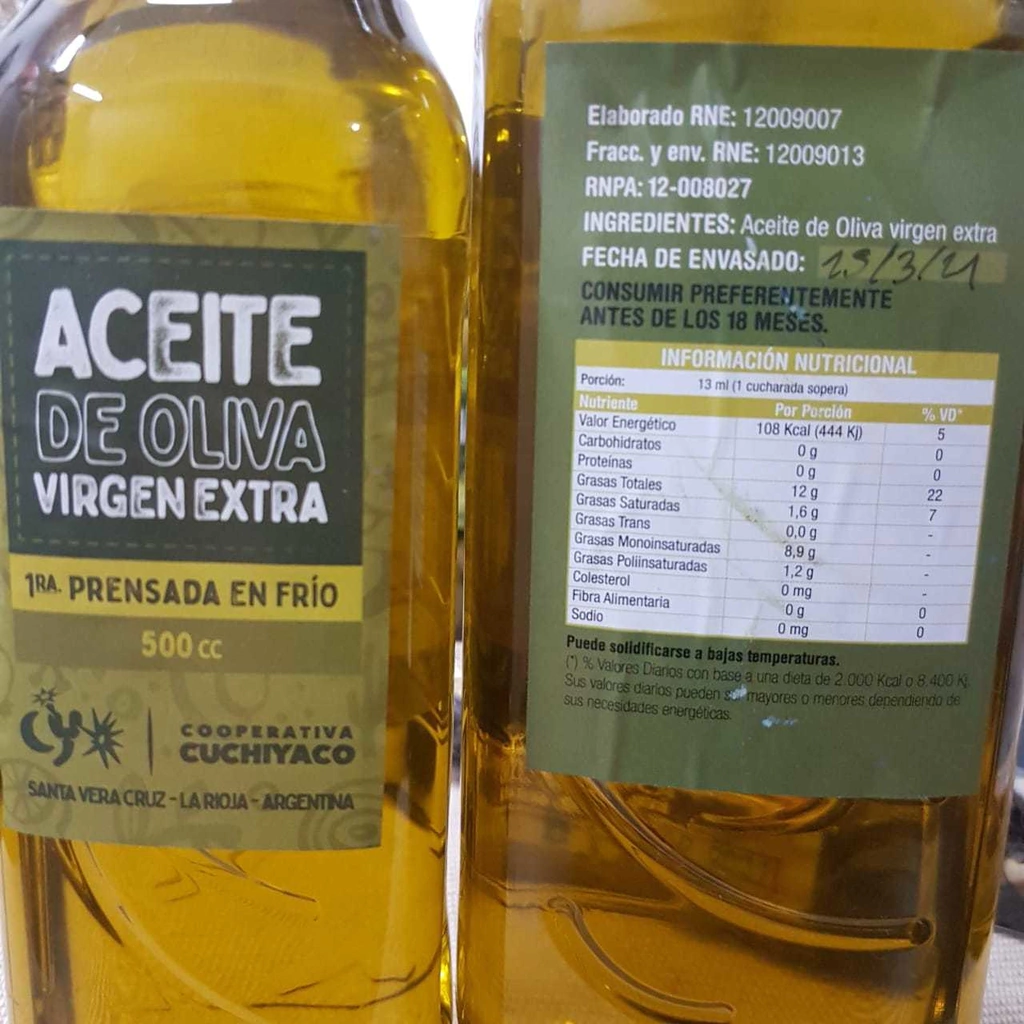 ACEITE
DE OLIVA
VIRGEN EXTRA
1RA. PRENSADA EN FRÍO
500 CC
COOPERATIVA
CUCHIYACO
SANTA VERA CRUZ - LA RIOJA - ARGENTINA
Elaborado RNE: 12009007
Fracc. y env. RNE: 12009013
RNPA: 12-008027
INGREDIENTES: Aceite de Oliva virgen extra
FECHA DE ENVASADO:
CONSUMIR PREFERENTEMENTE
ANTES DE LOS 18 MESES.
INFORMACIÓN NUTRICIONAL
Porción: 13 ml (1 cucharada sopera)
Nutriente Por Porción % VD*
Valor Energético 108 Kcal (444 Kj) 5
Carbohidratos 0 g 0
Proteínas 0 g 0
Grasas Totales 12 g 22
Grasas Saturadas 1,6 g 7
Grasas Trans 0,0 g -
Grasas Monoinsaturadas 8,9 g -
Grasas Poliinsaturadas 1,2 g -
Colesterol 0 mg -
Fibra Alimentaria 0 g 0
Sodio 0 mg 0
Puede solidificarse a bajas temperaturas.
(*) % Valores Diarios con base a una dieta de 2.000 Kcal o 8.400 Kj.
Sus valores diarios pueden ser mayores o menores dependiendo de
sus necesidades energéticas.